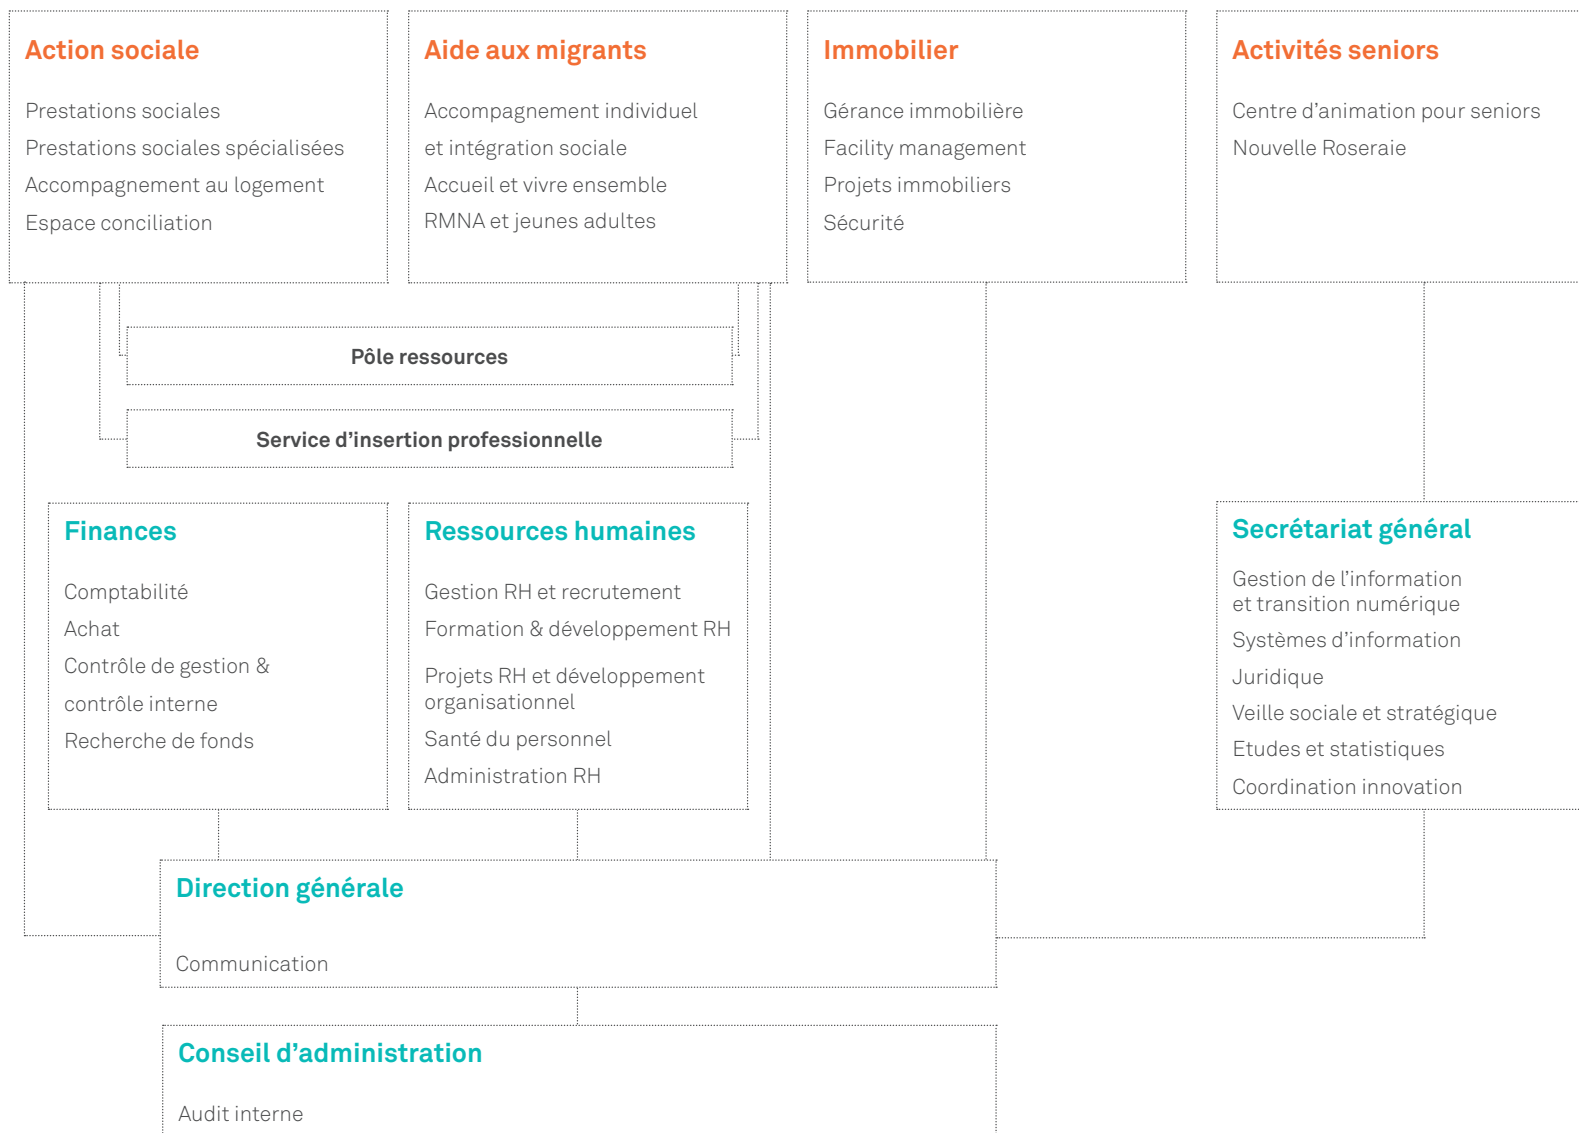 Action sociale
Prestations sociales
Prestations sociales spécialisées
Accompagnement au logement
Espace conciliation
Aide aux migrants
Accompagnement individuel
et intégration sociale
Accueil et vivre ensemble
RMNA et jeunes adultes
Immobilier
Gérance immobilière
Facility management
Projets immobiliers
Sécurité
Activités seniors
Centre d’animation pour seniors
Nouvelle Roseraie
Pôle ressources
Service d’insertion professionnelle
Finances
Comptabilité
Achat
Contrôle de gestion &
contrôle interne
Recherche de fonds
Ressources humaines
Gestion RH et recrutement
Formation & développement RH
Projets RH et développement
organisationnel
Santé du personnel
Administration RH
Secrétariat général
Gestion de l’information
et transition numérique
Systèmes d’information
Juridique
Veille sociale et stratégique
Etudes et statistiques
Coordination innovation
Direction générale
Communication
Conseil d’administration
Audit interne